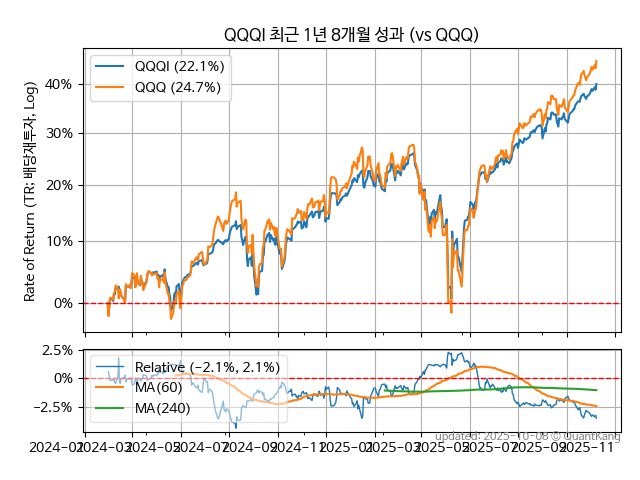 QQQI 최근 1년 8개월 성과 (vs QQQ)
QQQI (22.1%)
QQQ (24.7%)
Rate of Return (TR: 배당재투자, Log)
40%
30%
20%
10%
0%
2.5%
0%
−2.5%
Relative (−2.1%, 2.1%)
MA(60)
MA(240)
updated: 2025-10-08 © QuantKang
2024-01 2024-03 2024-05 2024-07 2024-09 2024-11 2025-01 2025-03 2025-05 2025-07 2025-09 2025-11